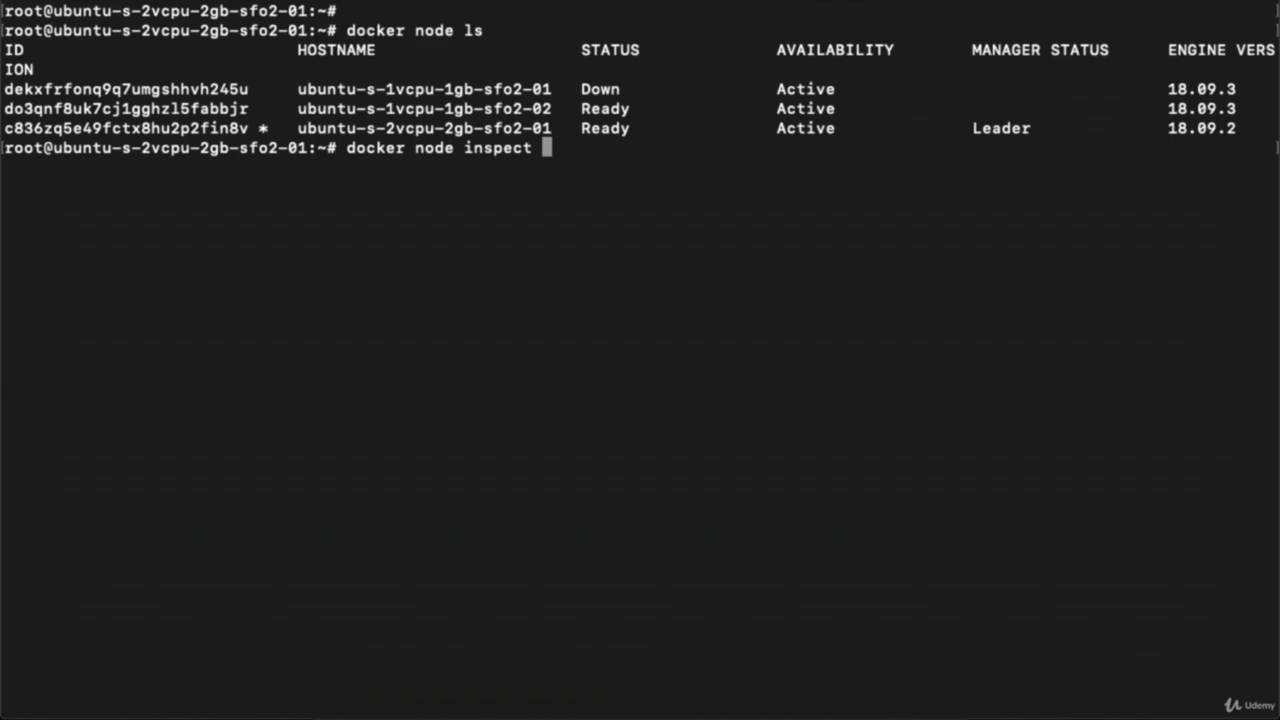 root@ubuntu-s-2vcpu-2gb-sfo2-01:~#
root@ubuntu-s-2vcpu-2gb-sfo2-01:~# docker node ls
ID HOSTNAME STATUS AVAILABILITY MANAGER STATUS ENGINE VERS
ION
dekxfrfonq9q7umgshhvh245u ubuntu-s-1vcpu-1gb-sfo2-01 Down Active 18.09.3
do3qnf8uk7cj1gghzl5fabbjr ubuntu-s-1vcpu-1gb-sfo2-02 Ready Active 18.09.3
c836zq5e49fctx8hu2p2fin8v * ubuntu-s-2vcpu-2gb-sfo2-01 Ready Active Leader 18.09.2
root@ubuntu-s-2vcpu-2gb-sfo2-01:~# docker node inspect
Udemy